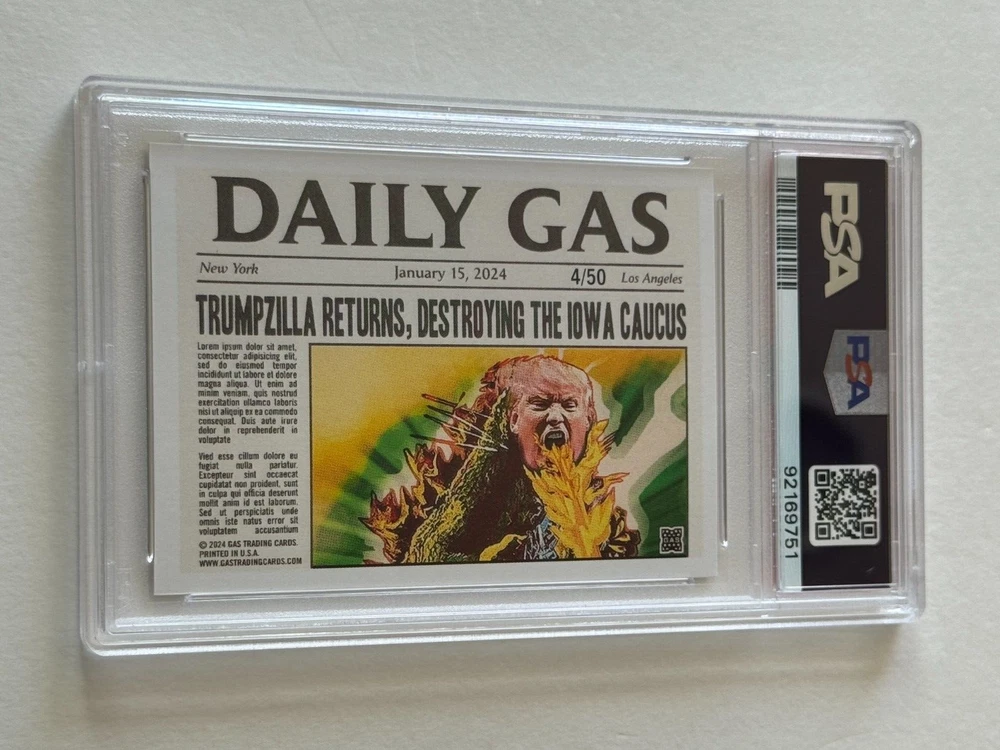 DAILY GAS
New York January 15, 2024 4/50 Los Angeles
TRUMPZILLA RETURNS, DESTROYING THE IOWA CAUCUS
Lorem ipsum dolor sit amet,
consectetur adipisicing elit,
sed do eiusmod tempor
incididunt ut labore et dolore
magna aliqua. Ut enim ad
minim veniam, quis nostrud
exercitation ullamco laboris
nisi ut aliquip ex ea commodo
consequat. Duis aute irure
dolor in reprehenderit in
voluptate
Vied esse cillum dolore eu
fugiat nulla pariatur.
Excepteur sint occaecat
cupidatat non proident, sunt
in culpa qui officia deserunt
mollit anim id est laborum.
Sed ut perspiciatis unde
omnis iste natus error sit
voluptatem accusantium
© 2024 GAS TRADING CARDS.
PRINTED IN U.S.A.
WWW.GASTRADINGCARDS.COM
PSA
PSA
92169751